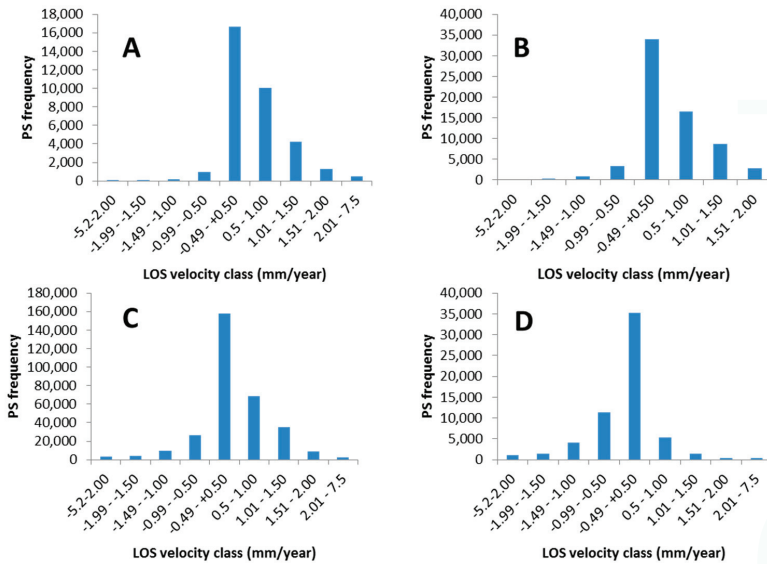 A
PS frequency
18,000
16,000
14,000
12,000
10,000
8,000
6,000
4,000
2,000
0
-5.2-2.00
-1.99 - -1.50
-1.49 - -1.00
-0.99 - -0.50
-0.49 - +0.50
0.5 - 1.00
1.01 - 1.50
1.51 - 2.00
2.01 - 7.5
LOS velocity class (mm/year)
B
PS frequency
40,000
35,000
30,000
25,000
20,000
15,000
10,000
5,000
0
-5.2-2.00
-1.99 - -1.50
-1.49 - -1.00
-0.99 - -0.50
-0.49 - +0.50
0.5 - 1.00
1.01 - 1.50
1.51 - 2.00
LOS velocity class (mm/year)
C
PS frequency
180,000
160,000
140,000
120,000
100,000
80,000
60,000
40,000
20,000
0
-5.2-2.00
-1.99 - -1.50
-1.49 - -1.00
-0.99 - -0.50
-0.49 - +0.50
0.5 - 1.00
1.01 - 1.50
1.51 - 2.00
2.01 - 7.5
LOS velocity class (mm/year)
D
PS frequency
40,000
35,000
30,000
25,000
20,000
15,000
10,000
5,000
0
-5.2-2.00
-1.99 - -1.50
-1.49 - -1.00
-0.99 - -0.50
-0.49 - +0.50
0.5 - 1.00
1.01 - 1.50
1.51 - 2.00
2.01 - 7.5
LOS velocity class (mm/year)